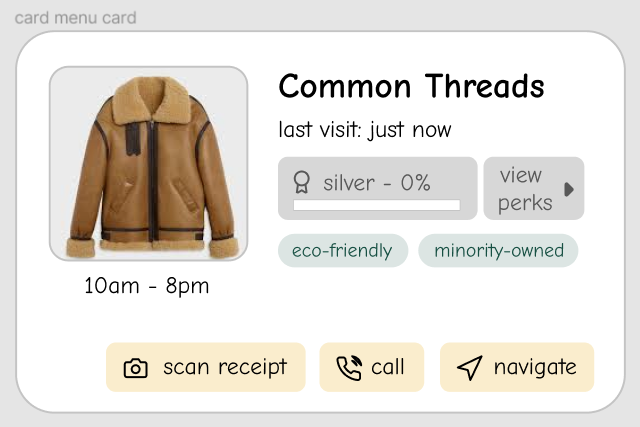 card menu card
Common Threads
last visit: just now
silver - 0%
view
perks
eco-friendly
minority-owned
10am - 8pm
scan receipt
call
navigate